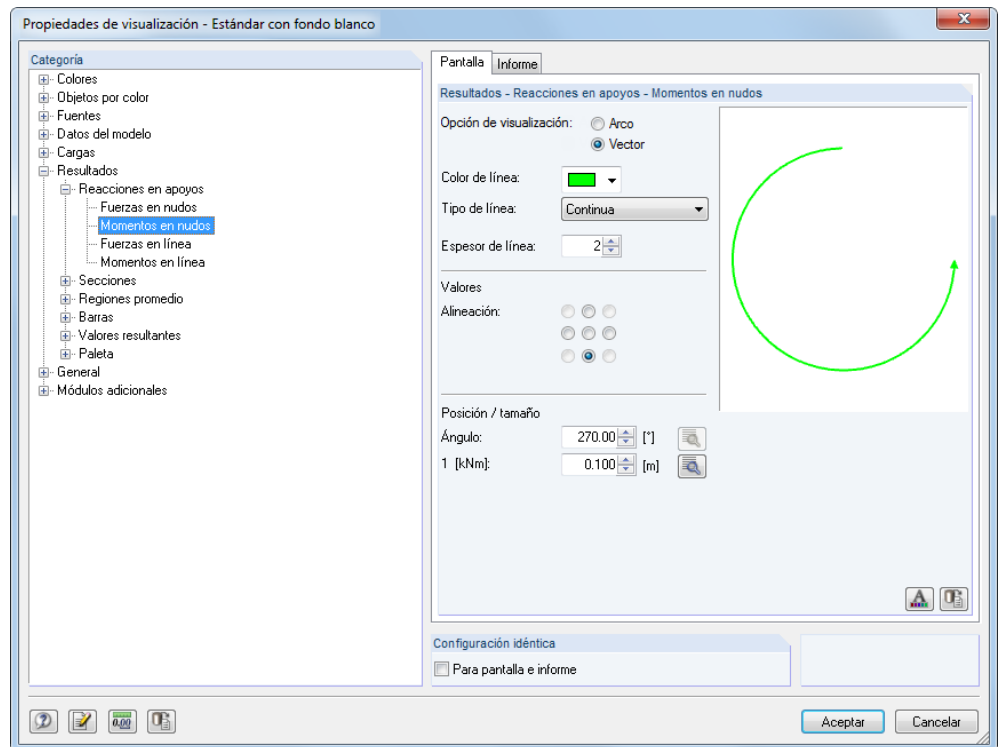 Propiedades de visualización - Estándar con fondo blanco
Categoría
Colores
Objetos por color
Fuentes
Datos del modelo
Cargas
Resultados
Reacciones en apoyos
Fuerzas en nudos
Momentos en nudos
Fuerzas en línea
Momentos en línea
Secciones
Regiones promedio
Barras
Valores resultantes
Paleta
General
Módulos adicionales
Pantalla Informe
Resultados - Reacciones en apoyos - Momentos en nudos
Opción de visualización: Arco
Vector
Color de línea:
Tipo de línea: Continua
Espesor de línea: 2
Valores
Alineación:
Posición / tamaño
Ángulo: 270.00 [°]
1 [kNm]: 0.100 [m]
Configuración idéntica
Para pantalla e informe
0.00
Aceptar Cancelar